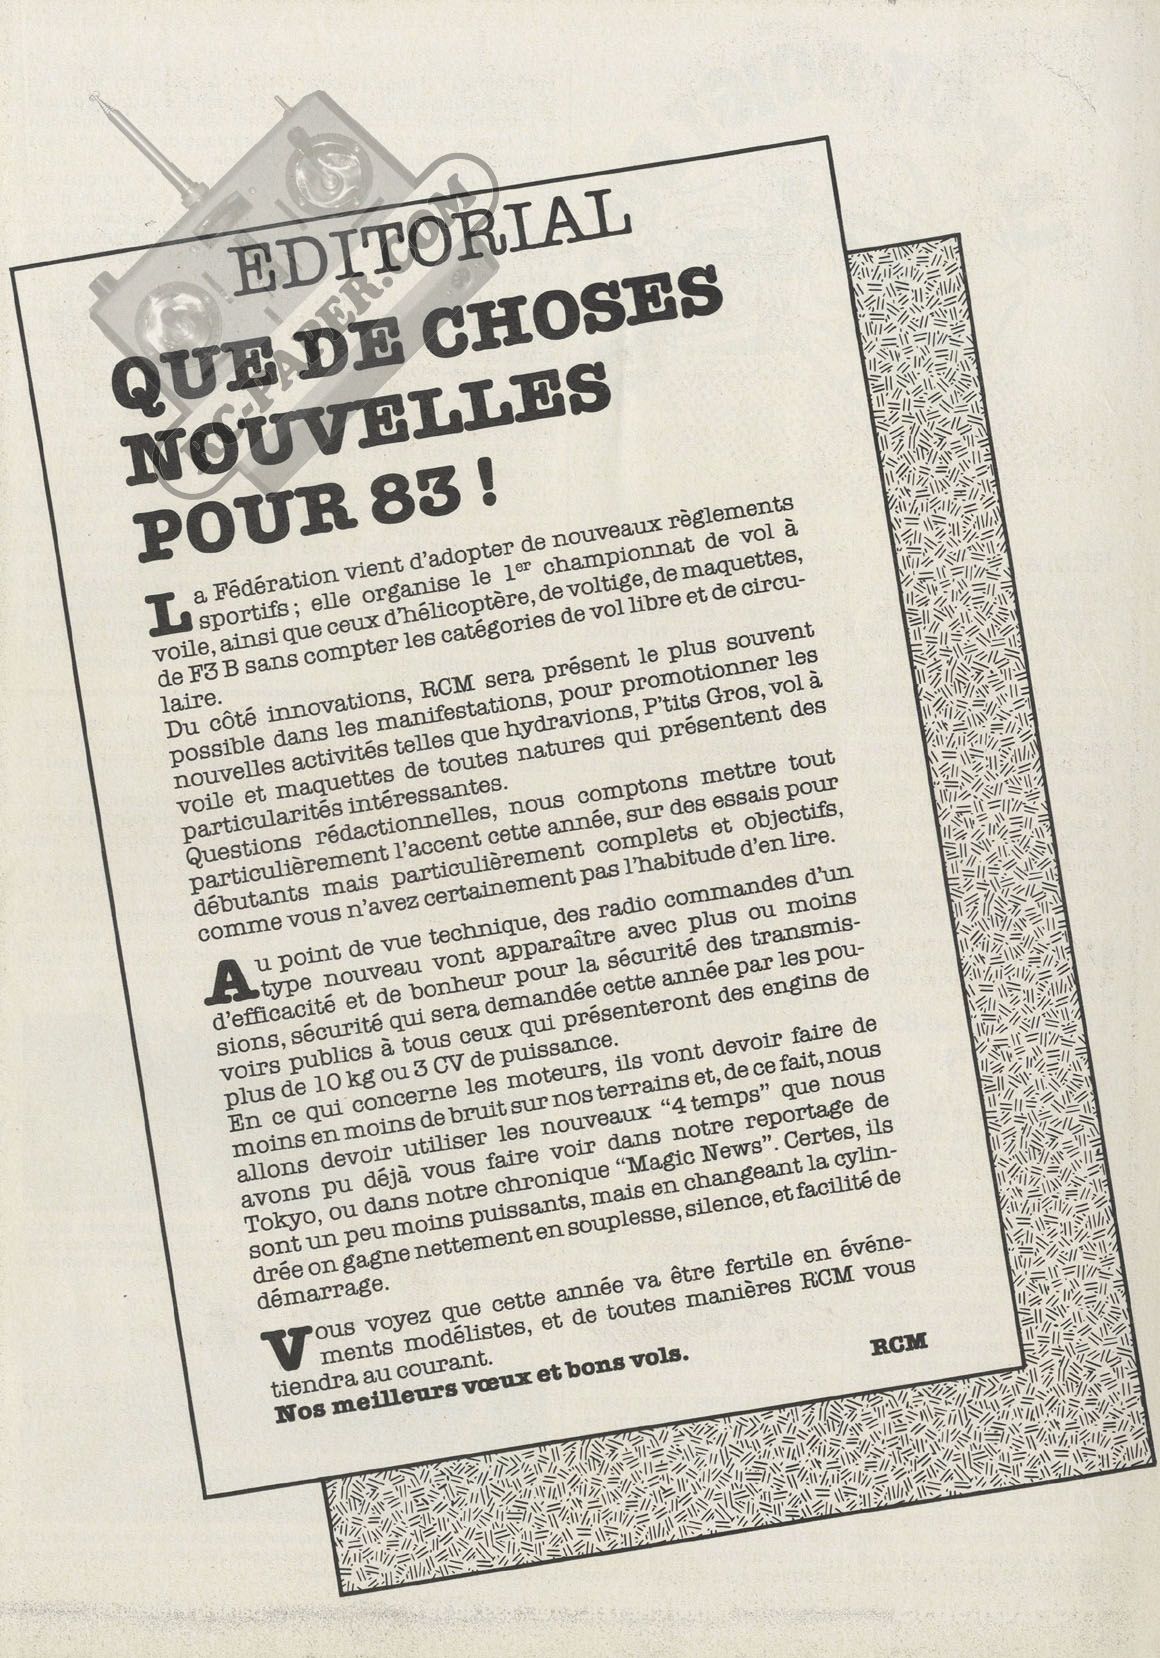 EDITORIAL
QUE DE CHOSES
NOUVELLES
POUR 83 !
RC-PAPER.COM
La Fédération vient d'adopter de nouveaux règlements
sportifs ; elle organise le 1er championnat de vol à
voile, ainsi que ceux d'hélicoptère, de voltige, de maquettes,
de F3 B sans compter les catégories de vol libre et de circu-
laire.
Du côté innovations, RCM sera présent le plus souvent
possible dans les manifestations, pour promotionner les
nouvelles activités telles que hydravions, P'tits Gros, vol à
voile et maquettes de toutes natures qui présentent des
particularités intéressantes.
Questions rédactionnelles, nous comptons mettre tout
particulièrement l'accent cette année, sur des essais pour
débutants mais particulièrement complets et objectifs,
comme vous n'avez certainement pas l'habitude d'en lire.
Au point de vue technique, des radio commandes d'un
type nouveau vont apparaître avec plus ou moins
d'efficacité et de bonheur pour la sécurité des transmis-
sions, sécurité qui sera demandée cette année par les pou-
voirs publics à tous ceux qui présenteront des engins de
plus de 10 kg ou 3 CV de puissance.
En ce qui concerne les moteurs, ils vont devoir faire de
moins en moins de bruit sur nos terrains et, de ce fait, nous
allons devoir utiliser les nouveaux "4 temps" que nous
avons pu déjà vous faire voir dans notre reportage de
Tokyo, ou dans notre chronique "Magic News". Certes, ils
sont un peu moins puissants, mais en changeant la cylin-
drée on gagne nettement en souplesse, silence, et facilité de
démarrage.
Vous voyez que cette année va être fertile en événe-
ments modélistes, et de toutes manières RCM vous
tiendra au courant.
Nos meilleurs vœux et bons vols.
RCM